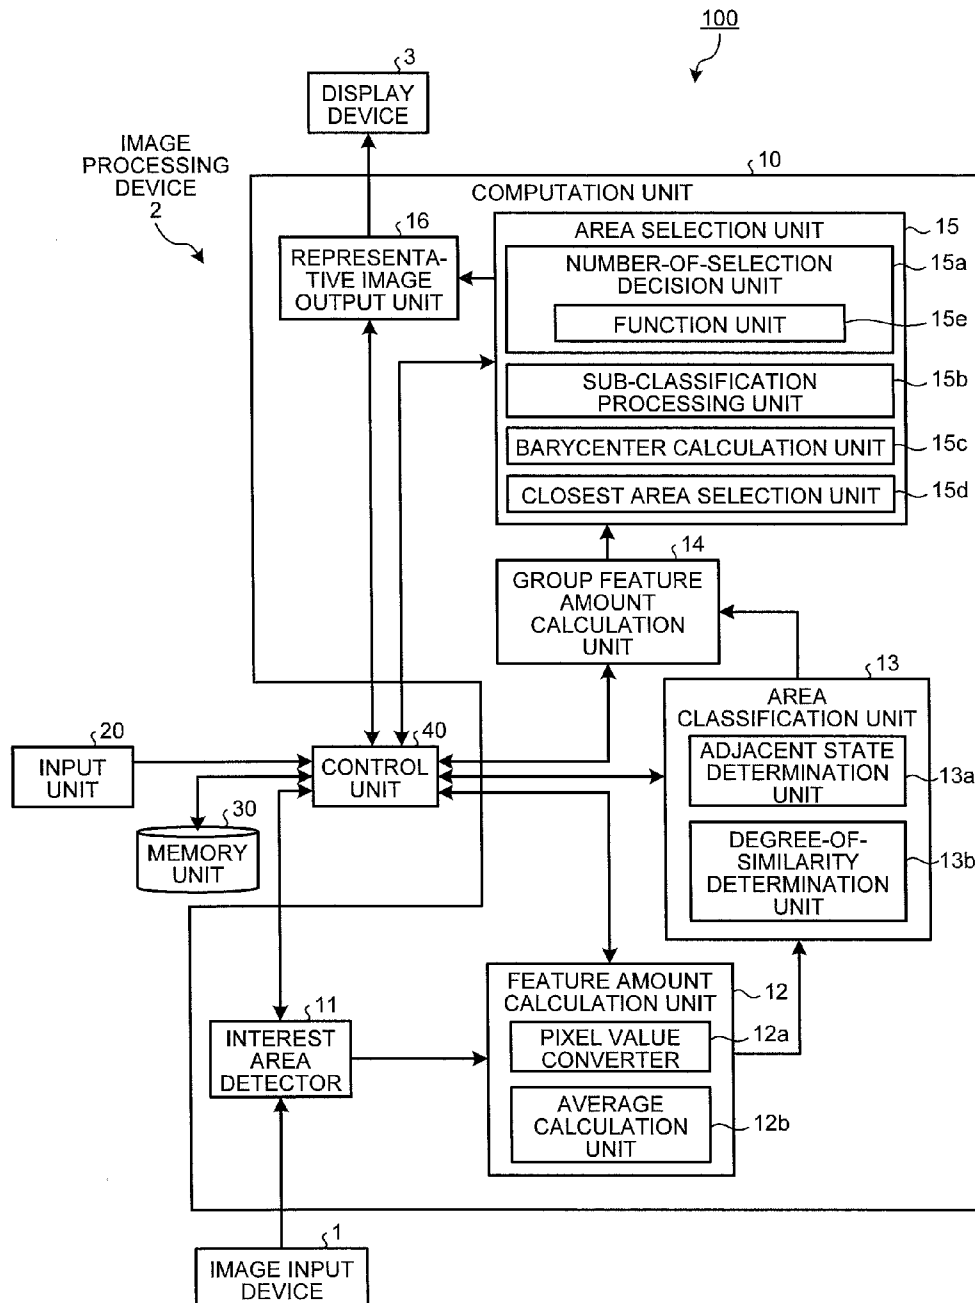 100
3
DISPLAY
DEVICE
IMAGE
PROCESSING
DEVICE
2
10
COMPUTATION UNIT
16
REPRESENTA-
TIVE IMAGE
OUTPUT UNIT
AREA SELECTION UNIT
15
NUMBER-OF-SELECTION
DECISION UNIT
15a
FUNCTION UNIT
15e
SUB-CLASSIFICATION
PROCESSING UNIT
15b
BARYCENTER CALCULATION UNIT
15c
CLOSEST AREA SELECTION UNIT
15d
14
GROUP FEATURE
AMOUNT
CALCULATION
UNIT
13
AREA
CLASSIFICATION UNIT
ADJACENT STATE
DETERMINATION
UNIT
13a
DEGREE-OF-
SIMILARITY
DETERMINATION
UNIT
13b
20
INPUT
UNIT
40
CONTROL
UNIT
30
MEMORY
UNIT
11
INTEREST
AREA
DETECTOR
FEATURE AMOUNT
CALCULATION UNIT
12
PIXEL VALUE
CONVERTER
12a
AVERAGE
CALCULATION
UNIT
12b
1
IMAGE INPUT
DEVICE